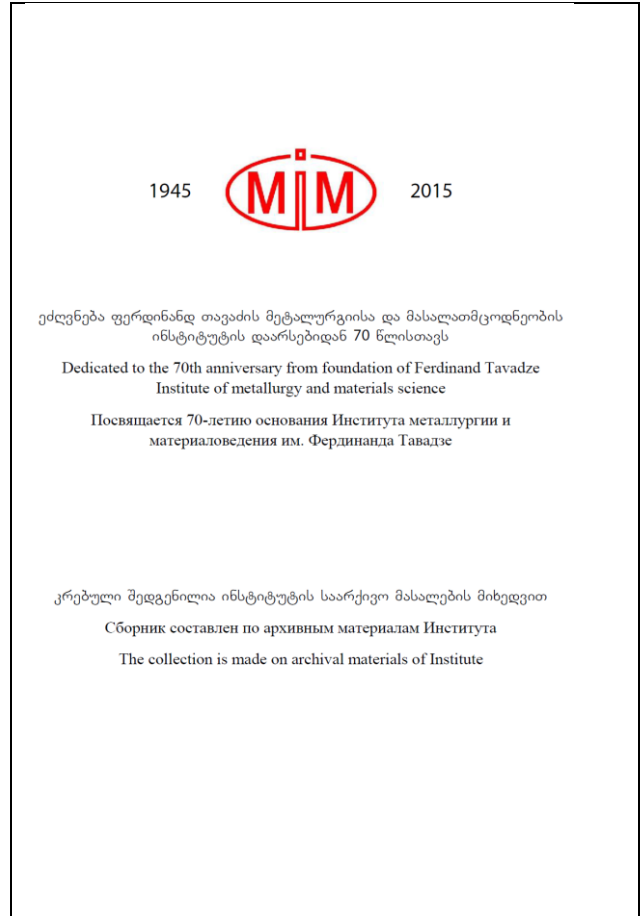 1945 MiM 2015
ეძღვნება ფერდინანდ თავაძის მეტალურგიისა და მასალათმცოდნეობის
ინსტიტუტის დაარსებიდან 70 წლისთავს
Dedicated to the 70th anniversary from foundation of Ferdinand Tavadze
Institute of metallurgy and materials science
Посвящается 70-летию основания Института металлургии и
материаловедения им. Фердинанда Тавадзе
კრებული შედგენილია ინსტიტუტის საარქივო მასალების მიხედვით
Сборник составлен по архивным материалам Института
The collection is made on archival materials of Institute